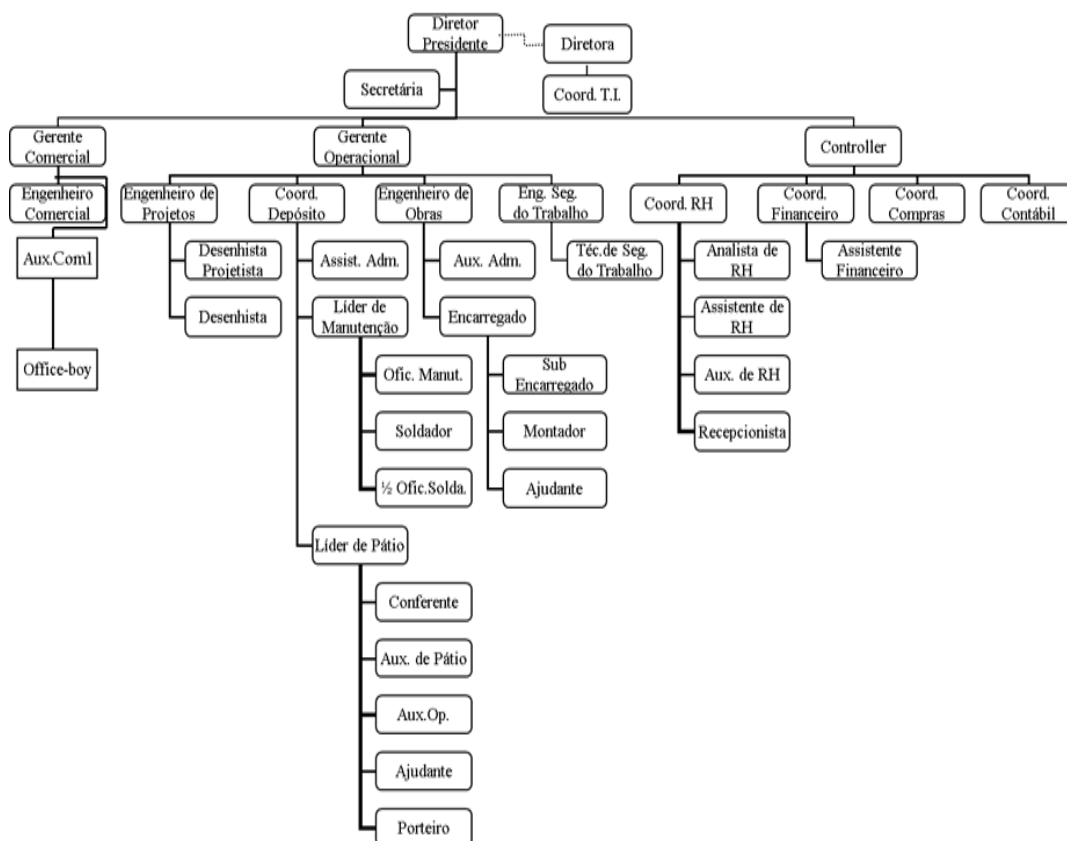 Diretor
Presidente
Diretora
Secretária
Coord. T.I.
Gerente
Comercial
Gerente
Operacional
Controller
Engenheiro
Comercial
Engenheiro de
Projetos
Coord.
Depósito
Engenheiro de
Obras
Eng. Seg.
do Trabalho
Coord. RH
Coord.
Financeiro
Coord.
Compras
Coord.
Contábil
Aux.Com1
Desenhista
Projetista
Assist. Adm.
Aux. Adm.
Téc.de Seg.
do Trabalho
Analista de
RH
Assistente
Financeiro
Desenhista
Líder de
Manutenção
Encarregado
Assistente de
RH
Office-boy
Ofic. Manut.
Sub
Encarregado
Aux. de RH
Soldador
Montador
Recepcionista
½ Ofic.Solda.
Ajudante
Líder de Pátio
Conferente
Aux. de Pátio
Aux.Op.
Ajudante
Porteiro